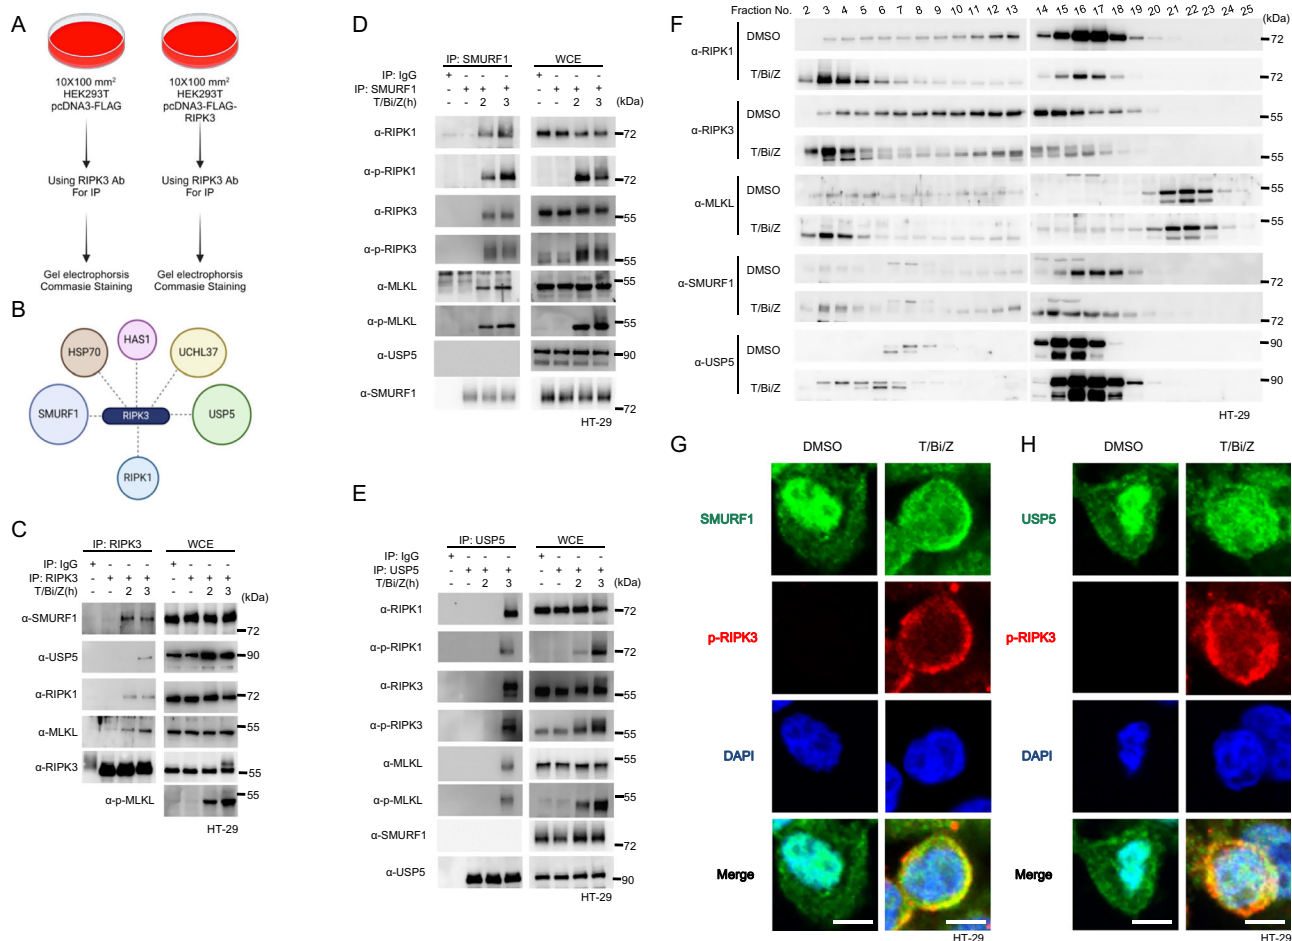 A
10X100 mm²
HEK293T
pcDNA3-FLAG
10X100 mm²
HEK293T
pcDNA3-FLAG-
RIPK3
Using RIPK3 Ab
For IP
Using RIPK3 Ab
For IP
Gel electrophorsis
Commasie Staining
Gel electrophorsis
Commasie Staining
B
HSP70
HAS1
UCHL37
SMURF1
RIPK3
USP5
RIPK1
C
IP: RIPK3 WCE
IP: IgG + - - - + - - -
IP: RIPK3 - + + + - + + +
T/Bi/Z(h) - - 2 3 - - 2 3
(kDa)
α-SMURF1 72
α-USP5 90
α-RIPK1 72
α-MLKL 55
α-RIPK3 55
α-p-MLKL 55
HT-29
D
IP: SMURF1 WCE
IP: IgG + - - - + - - -
IP: SMURF1 - + + + - + + +
T/Bi/Z(h) - - 2 3 - - 2 3 (kDa)
α-RIPK1 72
α-p-RIPK1 72
α-RIPK3 55
α-p-RIPK3 55
α-MLKL 55
α-p-MLKL 55
α-USP5 90
α-SMURF1 72
HT-29
E
IP: USP5 WCE
IP: IgG + - - - + - - -
IP: USP5 - + + + - + + +
T/Bi/Z(h) - - 2 3 - - 2 3 (kDa)
α-RIPK1 72
α-p-RIPK1 72
α-RIPK3 55
α-p-RIPK3
α-MLKL
α-p-MLKL 55
α-SMURF1 72
α-USP5 90
HT-29
F
Fraction No. 2 3 4 5 6 7 8 9 10 11 12 13 14 15 16 17 18 19 20 21 22 23 24 25
(kDa)
α-RIPK1 DMSO 72
T/Bi/Z 72
α-RIPK3 DMSO 55
T/Bi/Z 55
α-MLKL DMSO 55
T/Bi/Z 55
α-SMURF1 DMSO 72
T/Bi/Z 72
α-USP5 DMSO 90
T/Bi/Z 90
HT-29
G
DMSO T/Bi/Z
SMURF1
p-RIPK3
DAPI
Merge
HT-29
H
DMSO T/Bi/Z
USP5
p-RIPK3
DAPI
Merge
HT-29